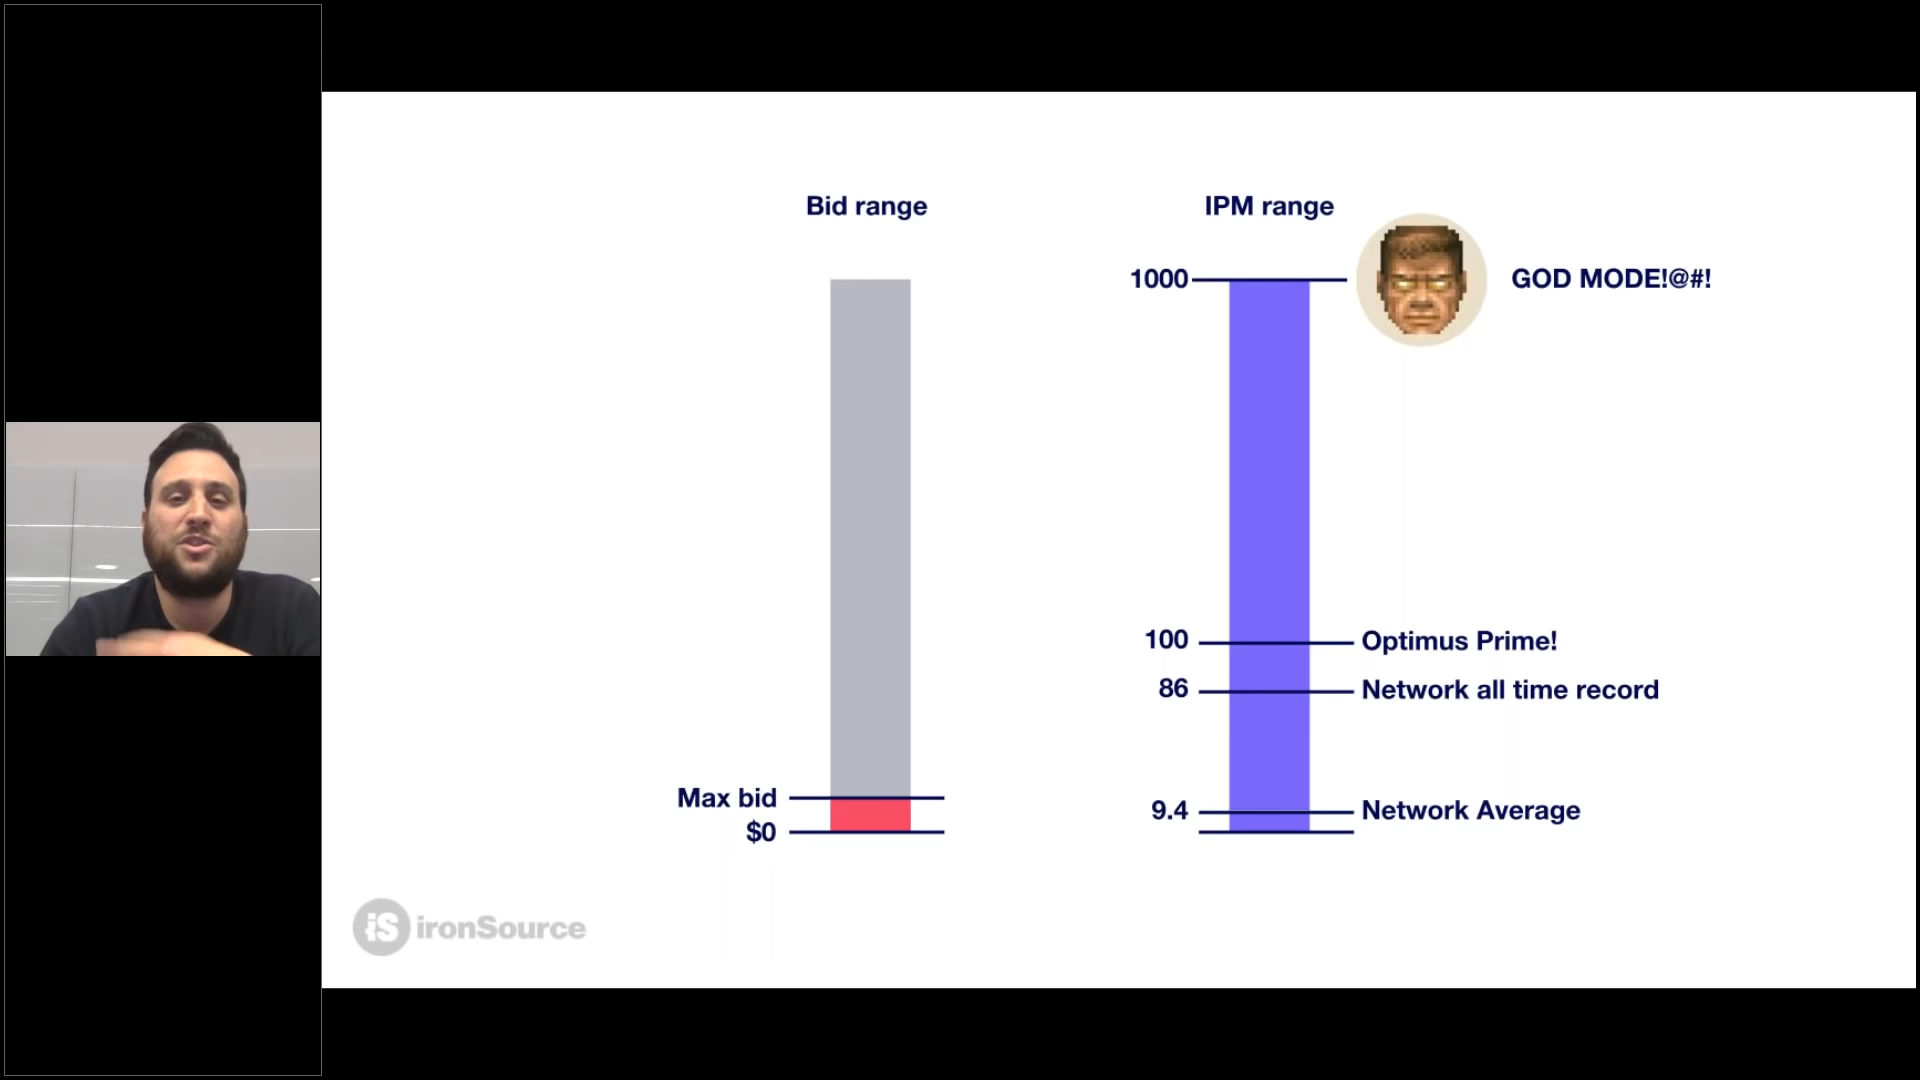 Bid range
IPM range
1000
GOD MODE!@#!
100
Optimus Prime!
86
Network all time record
Max bid
9.4
Network Average
$0
iS ironSource